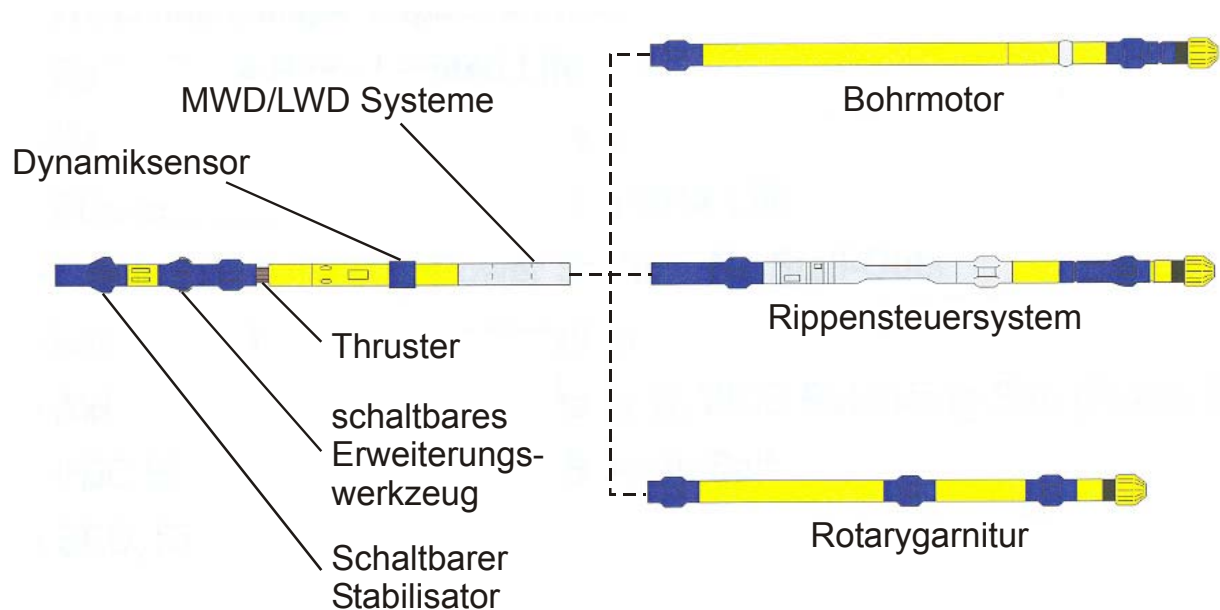 MWD/LWD Systeme
Dynamiksensor
Thruster
schaltbares
Erweiterungs-
werkzeug
Schaltbarer
Stabilisator
Bohrmotor
Rippensteuersystem
Rotarygarnitur